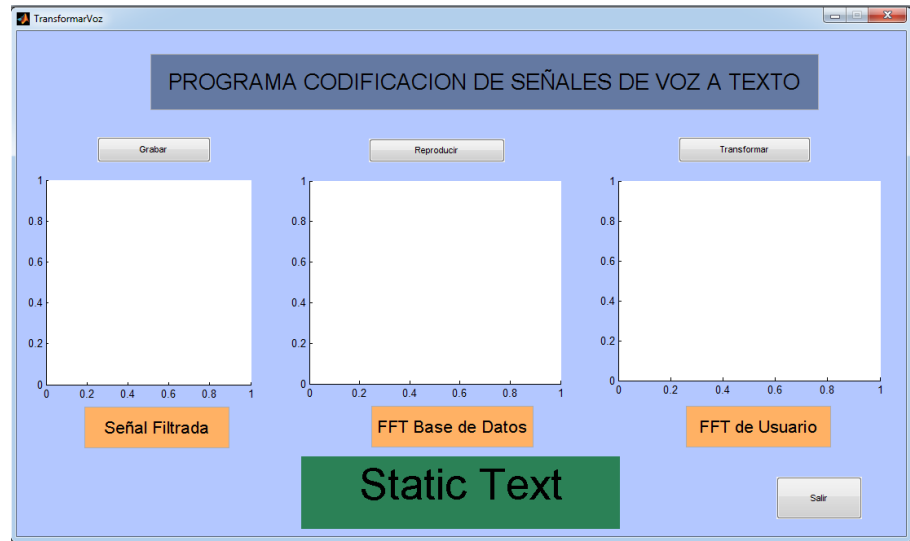 TransformarVoz
PROGRAMA CODIFICACION DE SEÑALES DE VOZ A TEXTO
Grabar
Reproducir
Transformar
1
0.8
0.6
0.4
0.2
0
0 0.2 0.4 0.6 0.8 1
1
0.8
0.6
0.4
0.2
0
0 0.2 0.4 0.6 0.8 1
1
0.8
0.6
0.4
0.2
0
0 0.2 0.4 0.6 0.8 1
Señal Filtrada
FFT Base de Datos
FFT de Usuario
Static Text
Salir